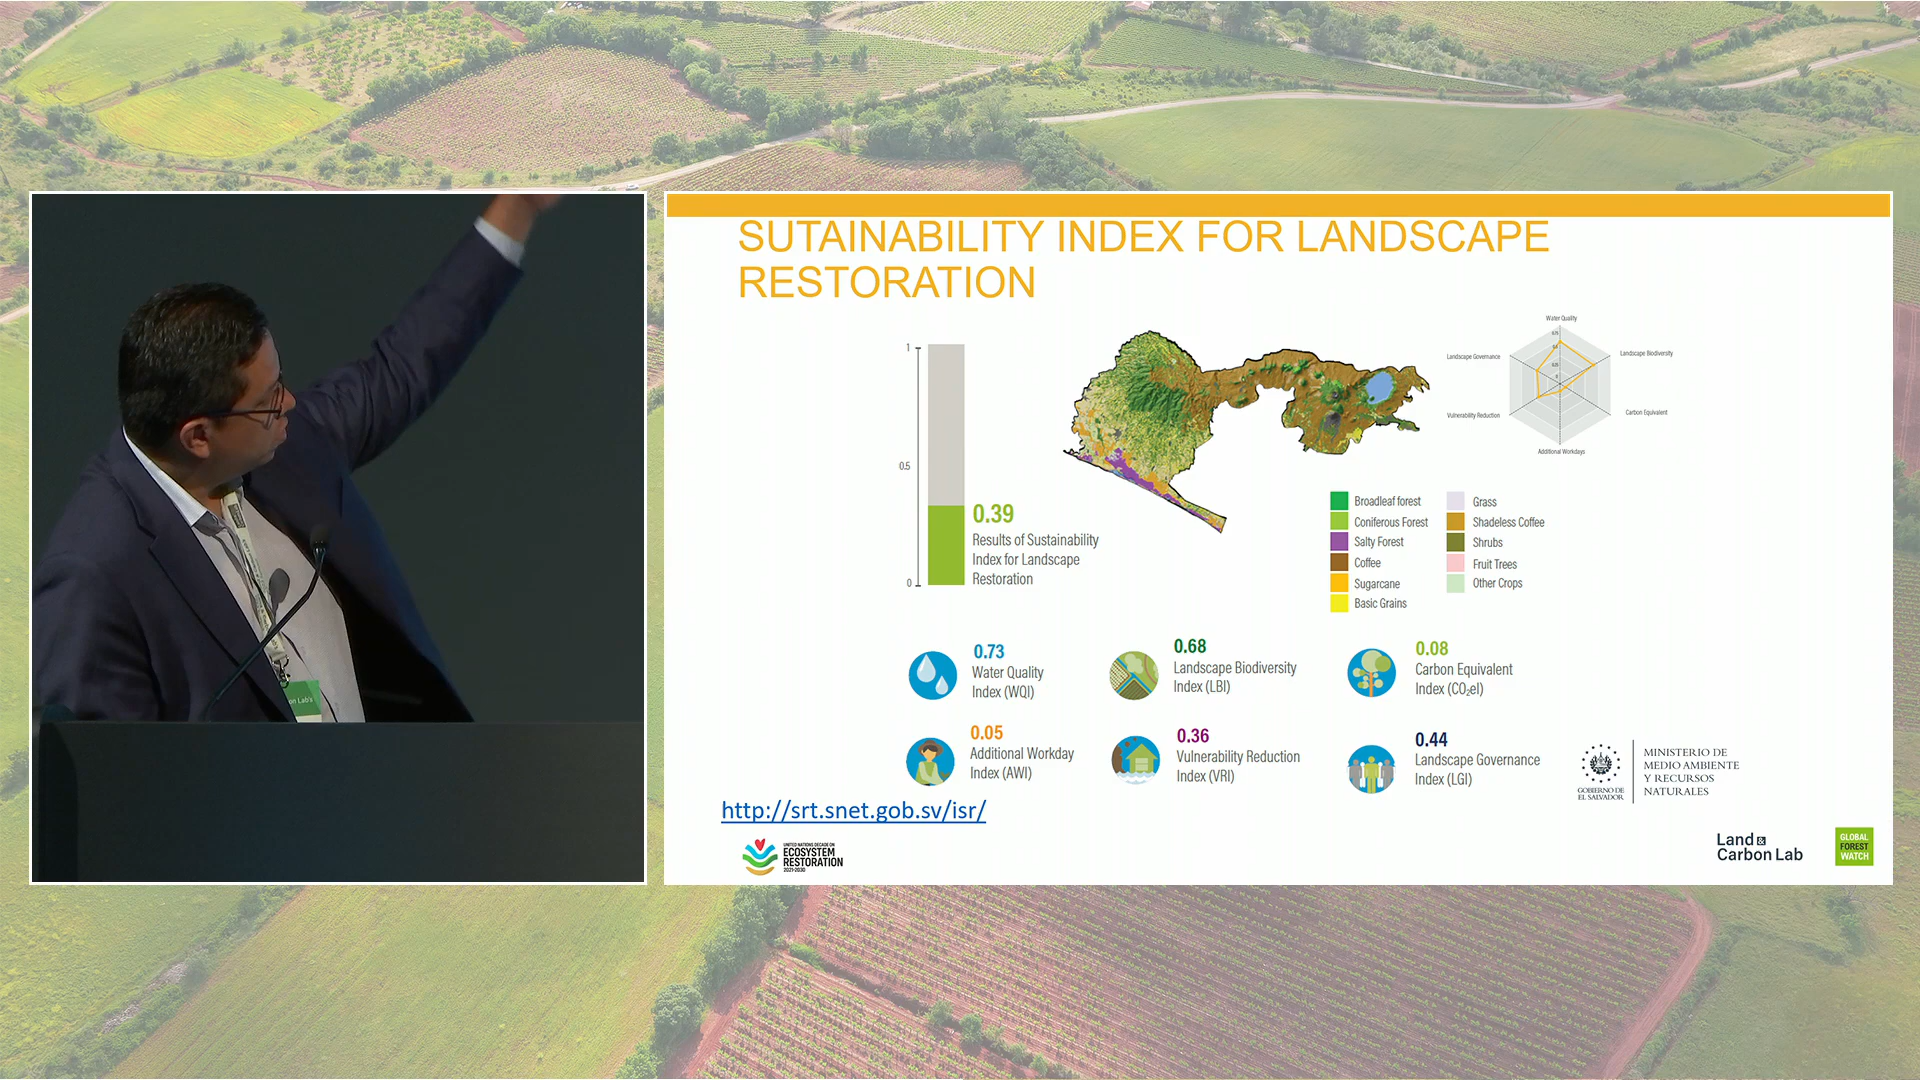 SUTAINABILITY INDEX FOR LANDSCAPE
RESTORATION
1
0.5
0
0.39
Results of Sustainability
Index for Landscape
Restoration
Water Quality
Landscape Biodiversity
Carbon Equivalent
Additional Workdays
Vulnerability Reduction
Landscape Governance
Broadleaf forest
Coniferous Forest
Salty Forest
Coffee
Sugarcane
Basic Grains
Grass
Shadeless Coffee
Shrubs
Fruit Trees
Other Crops
0.73
Water Quality
Index (WQI)
0.68
Landscape Biodiversity
Index (LBI)
0.08
Carbon Equivalent
Index (CO₂eI)
0.05
Additional Workday
Index (AWI)
0.36
Vulnerability Reduction
Index (VRI)
0.44
Landscape Governance
Index (LGI)
GOBIERNO DE
EL SALVADOR
MINISTERIO DE
MEDIO AMBIENTE
Y RECURSOS
NATURALES
http://srt.snet.gob.sv/isr/
UNITED NATIONS DECADE ON
ECOSYSTEM
RESTORATION
2021-2030
Land &
Carbon Lab
GLOBAL
FOREST
WATCH
on Lab's